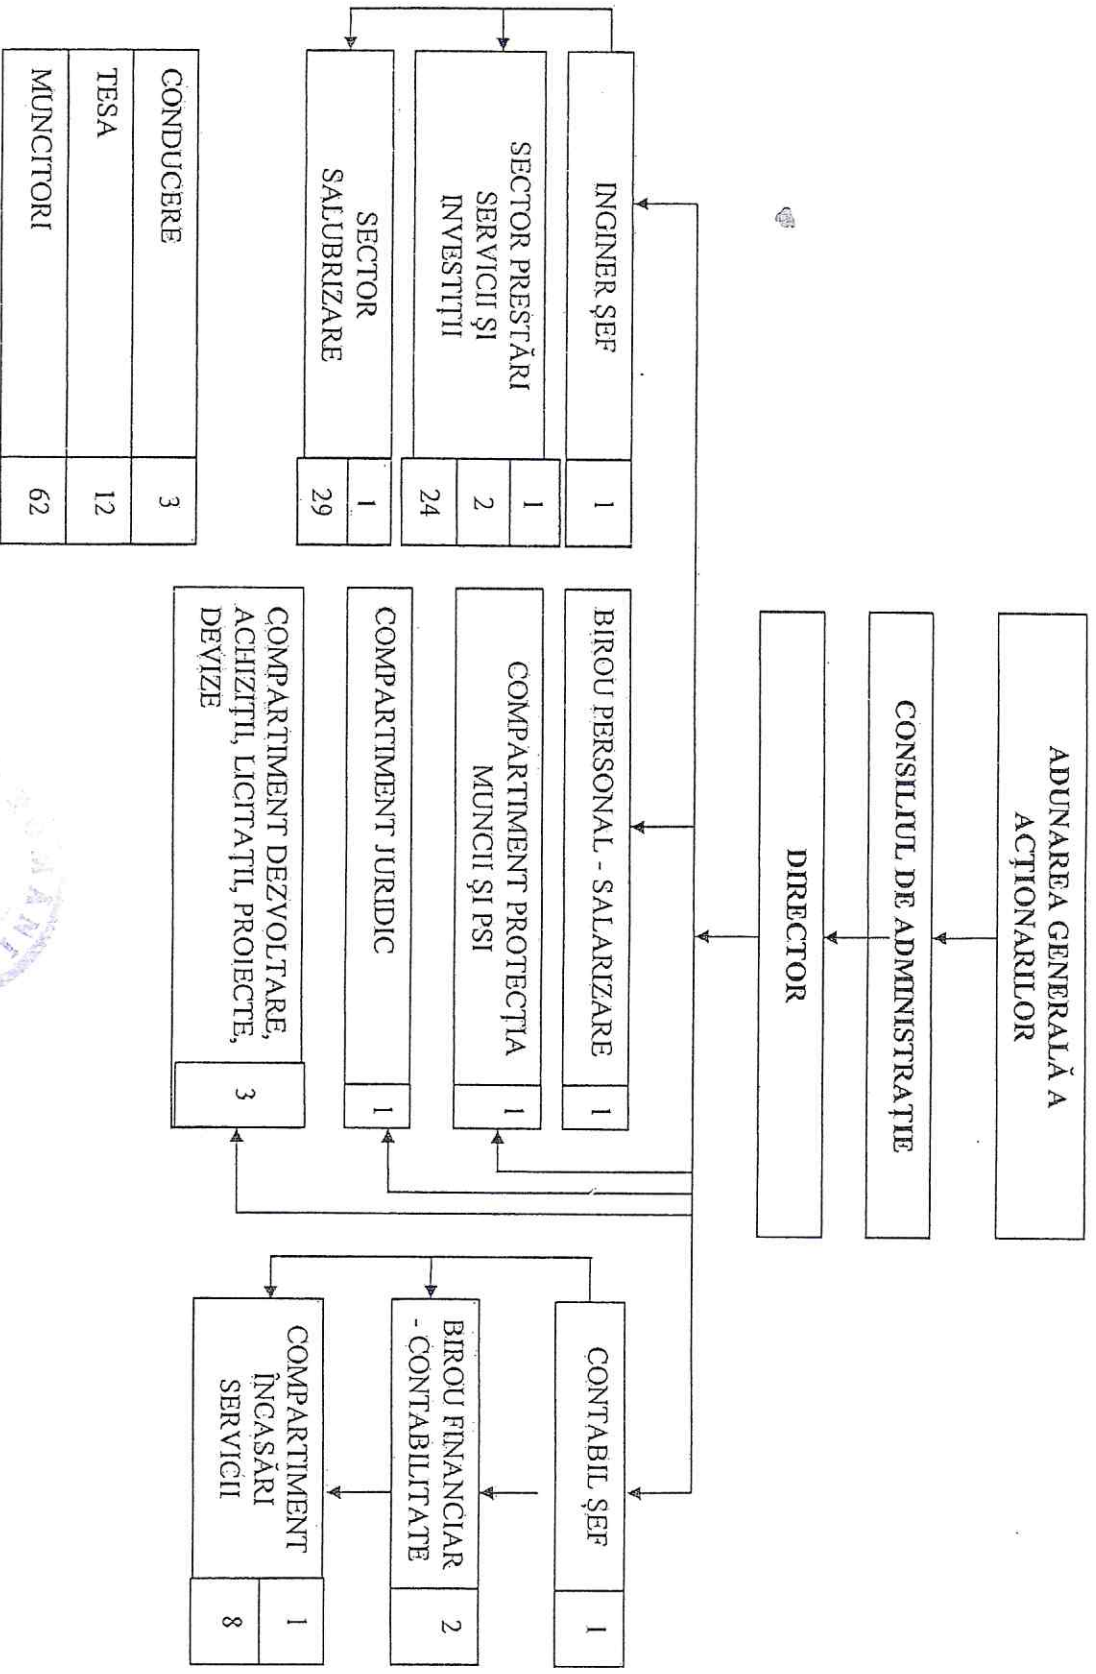 ADUNAREA GENERALĂ A
ACȚIONARILOR
CONSILIUL DE ADMINISTRAȚIE
DIRECTOR
INGINER ȘEF
1
SECTOR PRESTĂRI
SERVICII ȘI
INVESTIȚII
1
2
24
SECTOR
SALUBRIZARE
1
29
CONDUCERE
3
TESA
12
MUNCITORI
62
BIROU PERSONAL - SALARIZARE
1
COMPARTIMENT PROTECȚIA
MUNCII ȘI PSI
1
COMPARTIMENT JURIDIC
1
COMPARTIMENT DEZVOLTARE,
ACHIZIȚII, LICITAȚII, PROIECTE,
DEVIZE
3
CONTABIL ȘEF
1
BIROU FINANCIAR
- CONTABILITATE
2
COMPARTIMENT
ÎNCASĂRI
SERVICII
1
8